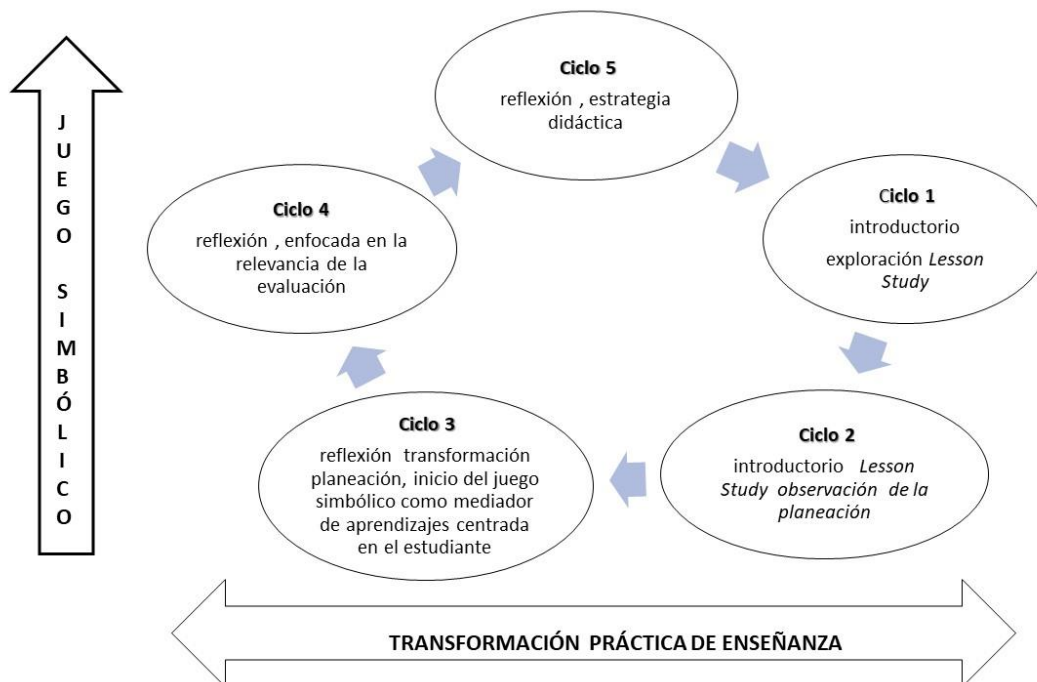 JUEGO SIMBÓLICO
Ciclo 5
reflexión , estrategia
didáctica
Ciclo 1
introductorio
exploración Lesson
Study
Ciclo 2
introductorio Lesson
Study observación de la
planeación
Ciclo 3
reflexión transformación
planeación, inicio del juego
simbólico como mediador
de aprendizajes centrada
en el estudiante
Ciclo 4
reflexión , enfocada en la
relevancia de la
evaluación
TRANSFORMACIÓN PRÁCTICA DE ENSEÑANZA